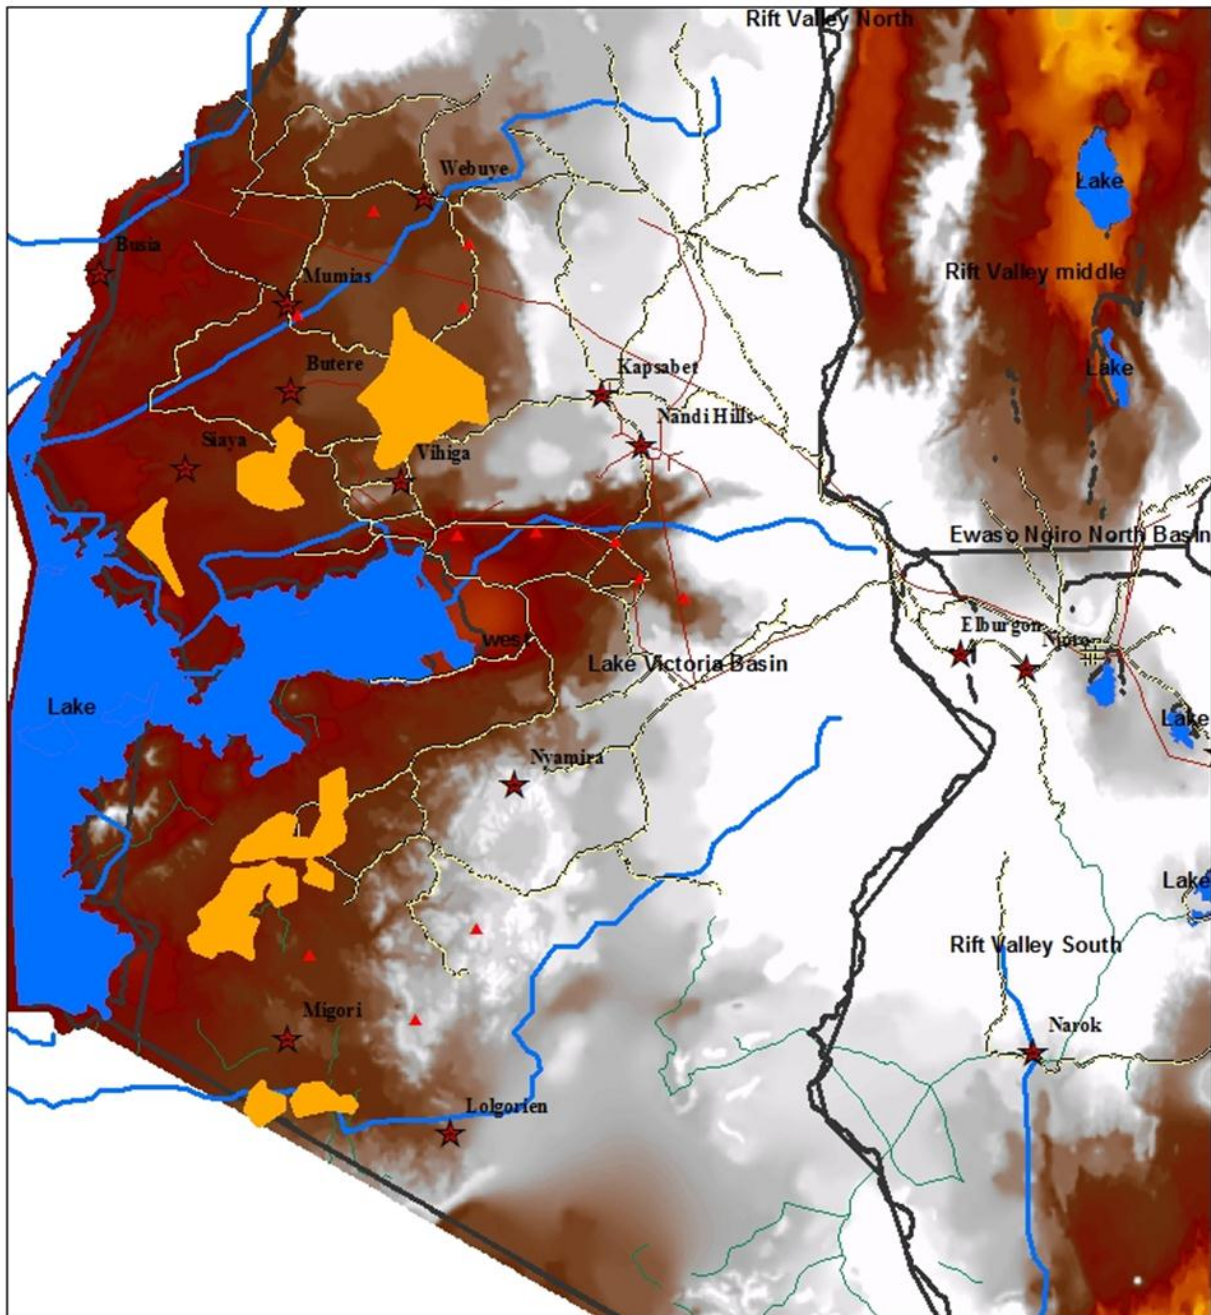 Rift Valley North
Webuye
Lake
Busia
Rift Valley middle
Mumias
Butere
Kapsabet
Lake
Nandi Hills
Siaya
Vihiga
Ewaso Ngiro North Basin
Elburgon
Njoro
west
Lake Victoria Basin
Lake
Lake
Nyamira
Lake
Rift Valley South
Migori
Narok
Lolgorien